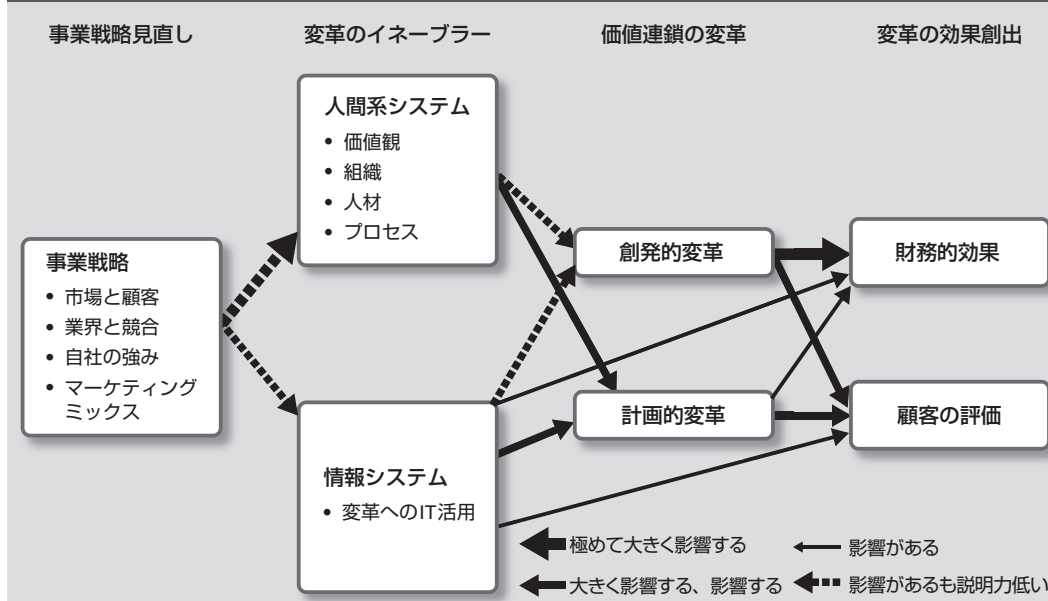 事業戦略見直し
変革のイネーブラー
価値連鎖の変革
変革の効果創出
事業戦略
• 市場と顧客
• 業界と競合
• 自社の強み
• マーケティング
ミックス
人間系システム
• 価値観
• 組織
• 人材
• プロセス
情報システム
• 変革へのIT活用
創発的変革
計画的変革
財務的効果
顧客の評価
極めて大きく影響する
影響がある
大きく影響する、影響する
影響があるも説明力低い